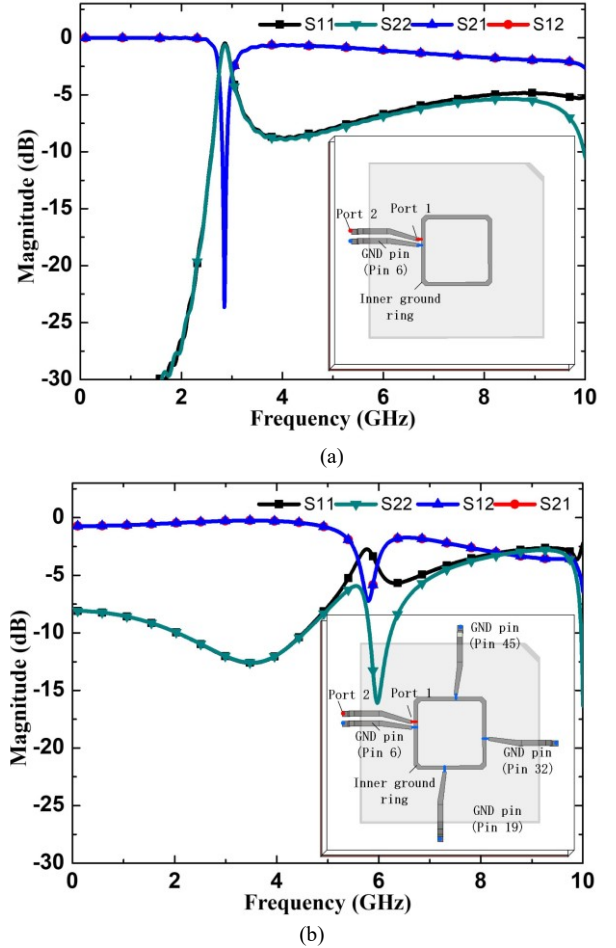 S11 S22 S21 S12
0
-5
-10
-15
-20
-25
-30
Magnitude (dB)
Port 2
Port 1
GND pin
(Pin 6)
Inner ground
ring
0 2 4 6 8 10
Frequency (GHz)
(a)
S11 S22 S12 S21
0
-5
-10
-15
-20
-25
-30
Magnitude (dB)
GND pin
(Pin 45)
Port 2
Port 1
GND pin
(Pin 6)
GND pin
(Pin 32)
Inner ground
ring
GND pin
(Pin 19)
0 2 4 6 8 10
Frequency (GHz)
(b)